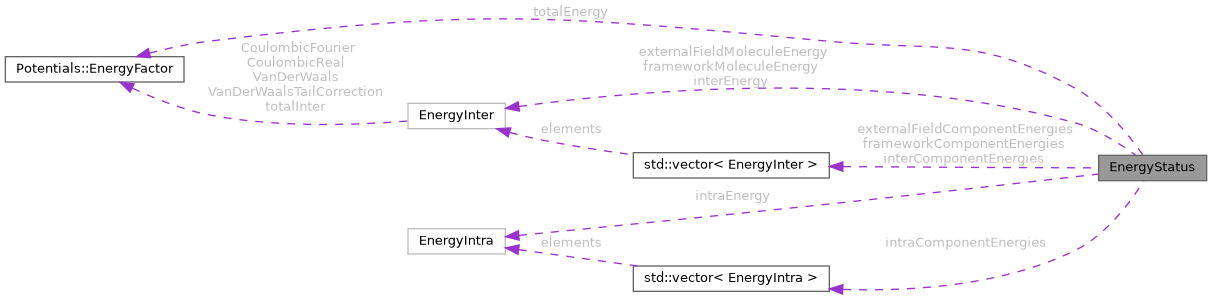 totalEnergy
CoulombicFourier
CoulombicReal
VanDerWaals
VanDerWaalsTailCorrection
totalInter
externalFieldMoleculeEnergy
frameworkMoleculeEnergy
interEnergy
Potentials::EnergyFactor
EnergyInter
elements
externalFieldComponentEnergies
frameworkComponentEnergies
interComponentEnergies
std::vector< EnergyInter >
EnergyStatus
intraEnergy
EnergyIntra
elements
intraComponentEnergies
std::vector< EnergyIntra >